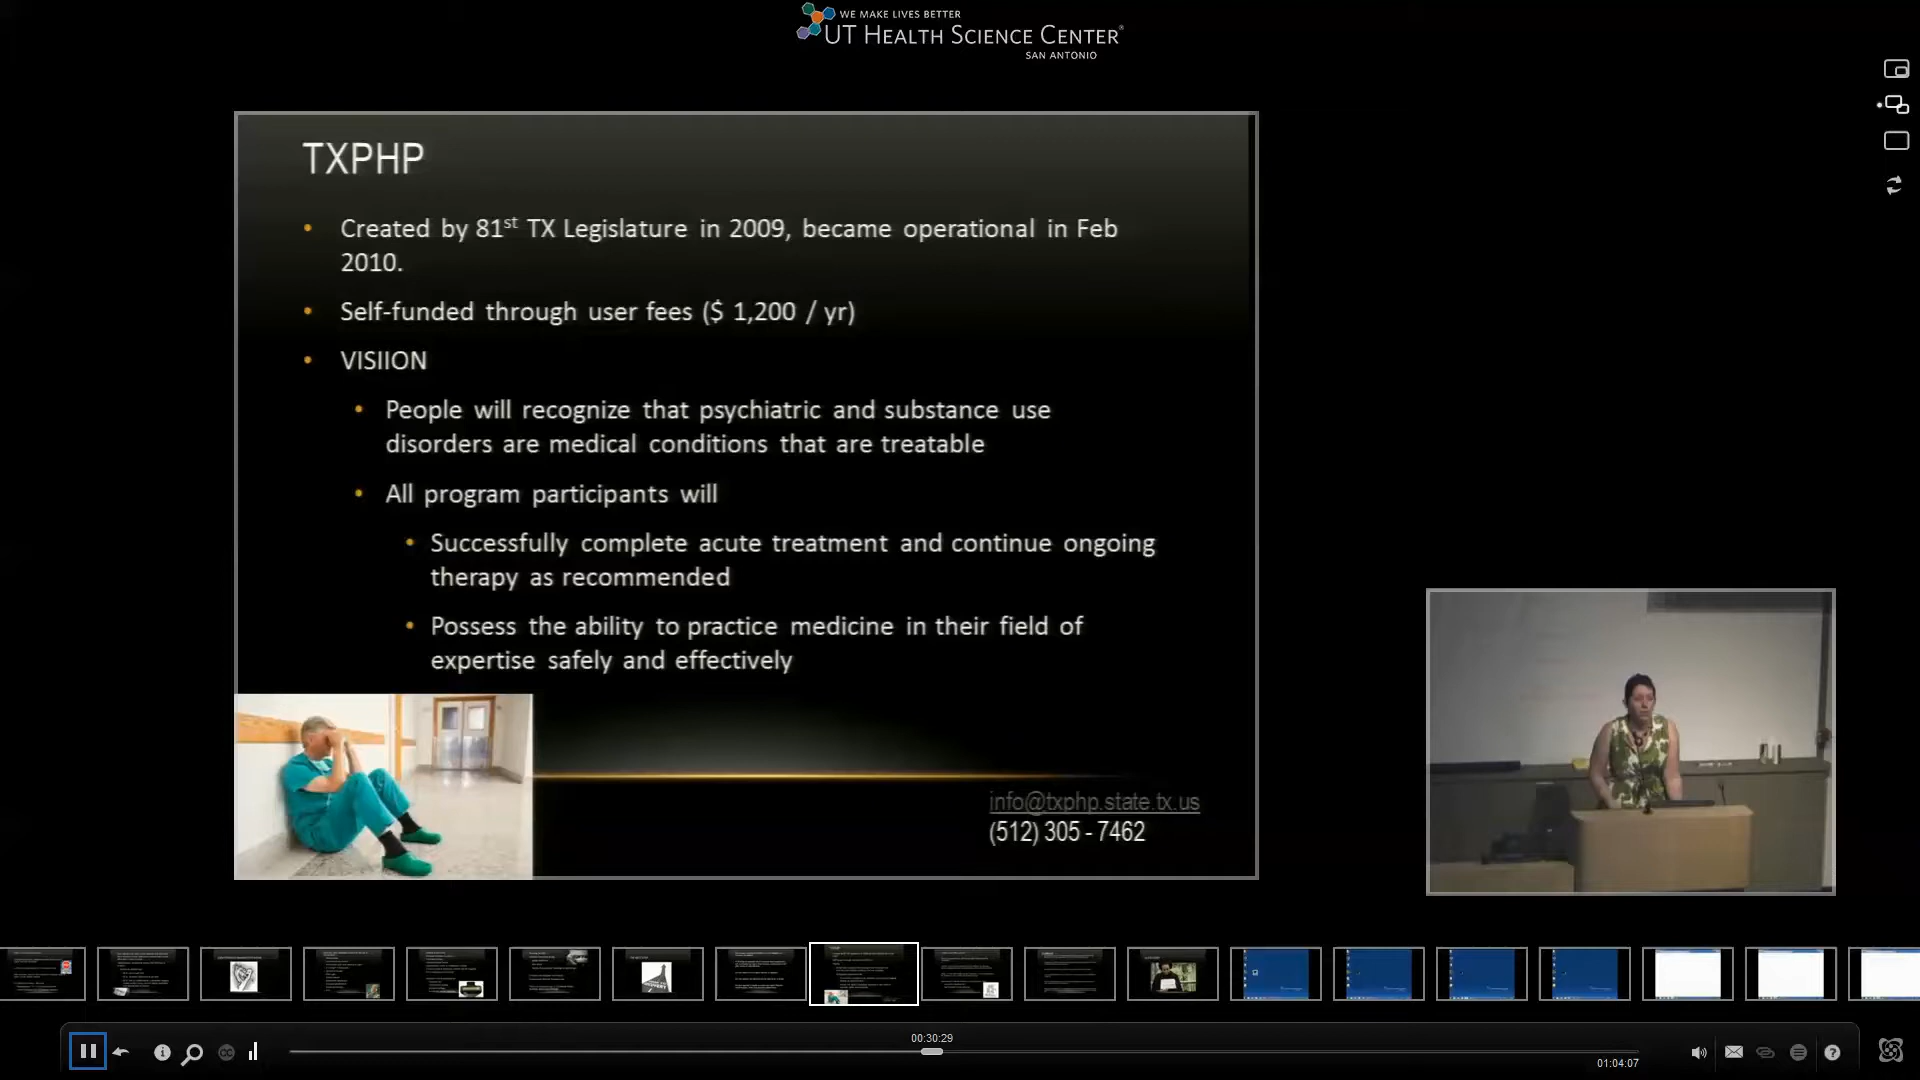 WE MAKE LIVES BETTER
UT HEALTH SCIENCE CENTER®
SAN ANTONIO
TXPHP
• Created by 81st TX Legislature in 2009, became operational in Feb
2010.
• Self-funded through user fees ($ 1,200 / yr)
• VISIION
• People will recognize that psychiatric and substance use
disorders are medical conditions that are treatable
• All program participants will
• Successfully complete acute treatment and continue ongoing
therapy as recommended
• Possess the ability to practice medicine in their field of
expertise safely and effectively
info@txphp.state.tx.us
(512) 305 - 7462
00:30:29
01:04:07